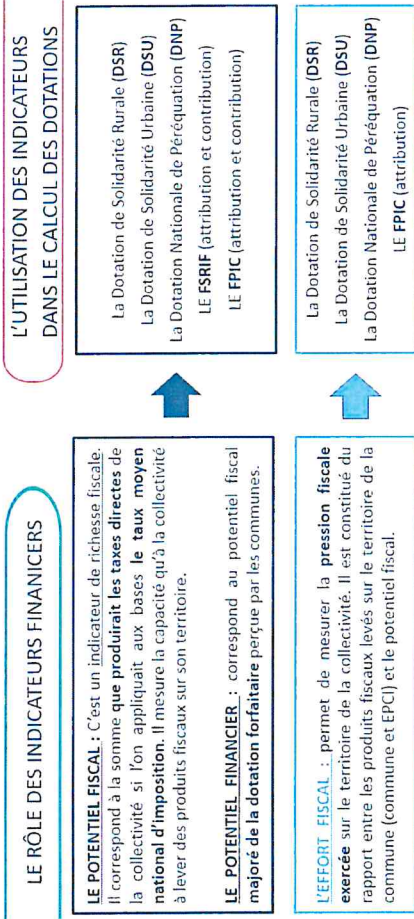 LE RÔLE DES INDICATEURS FINANICERS
LE POTENTIEL FISCAL : C'est un indicateur de richesse fiscale.
Il correspond à la somme que produirait les taxes directes de
la collectivité si l'on appliquait aux bases le taux moyen
national d'imposition. Il mesure la capacité qu'à la collectivité
à lever des produits fiscaux sur son territoire.
LE POTENTIEL FINANCIER : correspond au potentiel fiscal
majoré de la dotation forfaitaire perçue par les communes.
L'EFFORT FISCAL : permet de mesurer la pression fiscale
exercée sur le territoire de la collectivité. Il est constitué du
rapport entre les produits fiscaux levés sur le territoire de la
commune (commune et EPCI) et le potentiel fiscal.
L'UTILISATION DES INDICATEURS
DANS LE CALCUL DES DOTATIONS
La Dotation de Solidarité Rurale (DSR)
La Dotation de Solidarité Urbaine (DSU)
La Dotation Nationale de Péréquation (DNP)
LE FSRIF (attribution et contribution)
LE FPIC (attribution et contribution)
La Dotation de Solidarité Rurale (DSR)
La Dotation de Solidarité Urbaine (DSU)
La Dotation Nationale de Péréquation (DNP)
LE FPIC (attribution)